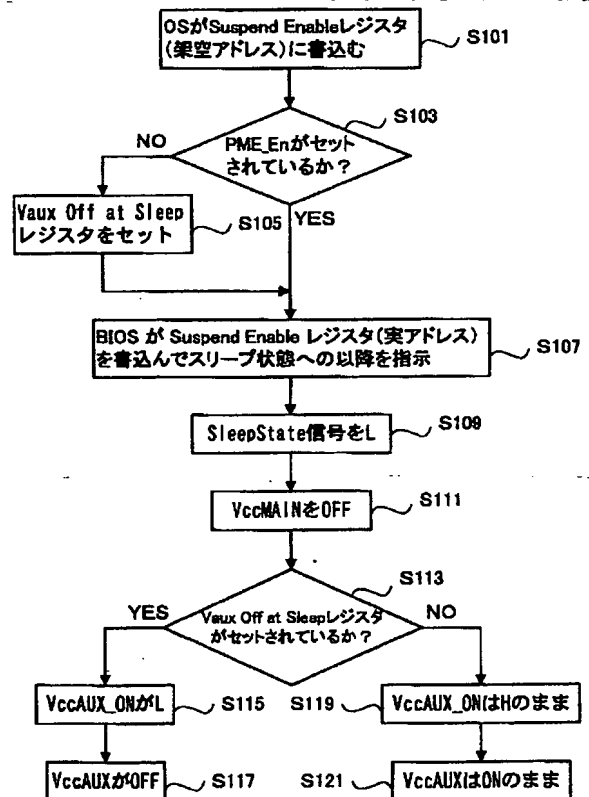 OSがSuspend Enableレジスタ
(架空アドレス)に書込む
S101
S103
PME_Enがセット
されているか？
NO
YES
Vaux Off at Sleep
レジスタをセット
S105
BIOS が Suspend Enable レジスタ(実アドレス)
を書込んでスリープ状態への以降を指示
S107
SleepState信号をL
S109
VccMAINをOFF
S111
S113
YES
Vaux Off at Sleepレジスタ
がセットされているか？
NO
VccAUX_ONがL
S115
S119
VccAUX_ONはHのまま
VccAUXがOFF
S117
S121
VccAUXはONのまま